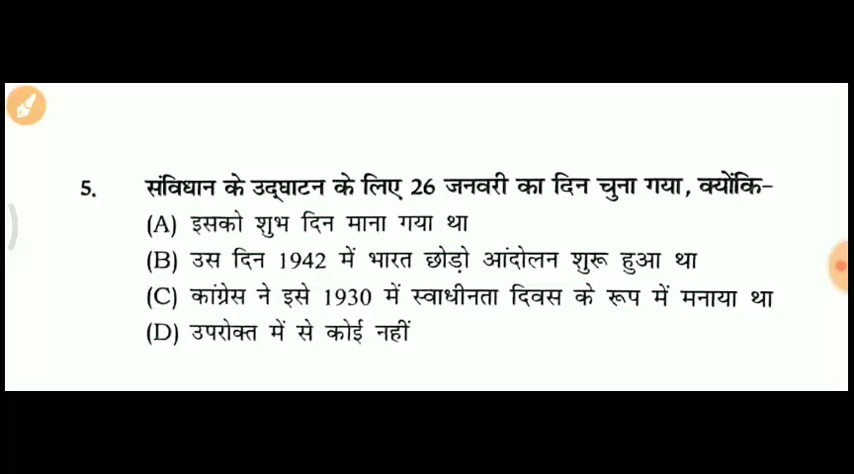 5. संविधान के उद्घाटन के लिए 26 जनवरी का दिन चुना गया, क्योंकि-
(A) इसको शुभ दिन माना गया था
(B) उस दिन 1942 में भारत छोड़ो आंदोलन शुरू हुआ था
(C) कांग्रेस ने इसे 1930 में स्वाधीनता दिवस के रूप में मनाया था
(D) उपरोक्त में से कोई नहीं